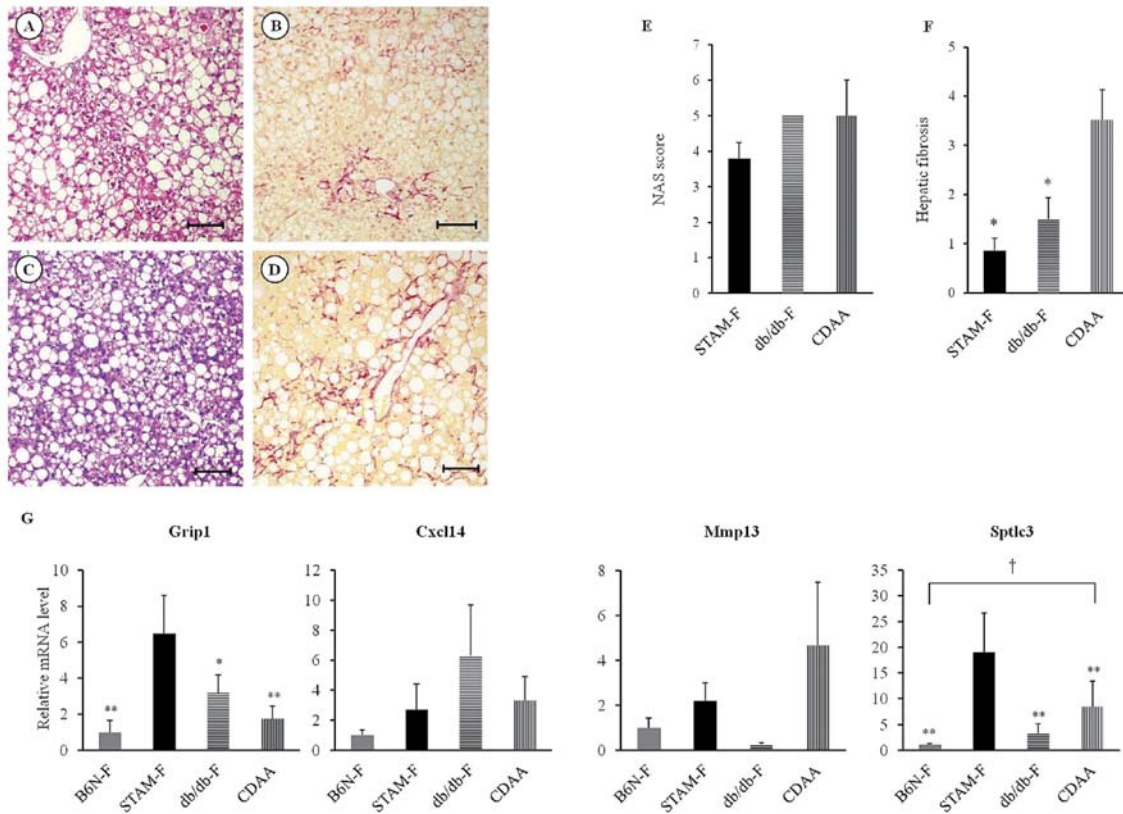 A
B
C
D
E
NAS score
8
7
6
5
4
3
2
1
0
STAM-F
db/db-F
CDAA
F
Hepatic fibrosis
5
4
3
2
1
0
*
*
STAM-F
db/db-F
CDAA
G
Grip1
Relative mRNA level
10
8
6
4
2
0
**
*
**
B6N-F
STAM-F
db/db-F
CDAA
Cxcl14
12
10
8
6
4
2
0
B6N-F
STAM-F
db/db-F
CDAA
Mmp13
8
6
4
2
0
B6N-F
STAM-F
db/db-F
CDAA
Sptlc3
35
30
25
20
15
10
5
0
†
**
**
**
B6N-F
STAM-F
db/db-F
CDAA